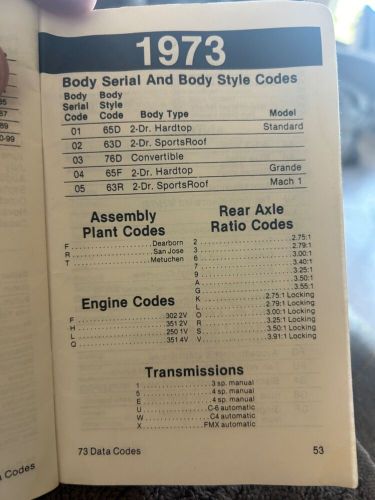 1973
Body Serial And Body Style Codes
Body Serial Code Body Style Code Body Type Model
01 65D 2-Dr. Hardtop Standard
02 63D 2-Dr. SportsRoof
03 76D Convertible
04 65F 2-Dr. Hardtop Grande
05 63R 2-Dr. SportsRoof Mach 1
Assembly
Plant Codes
F Dearborn
R San Jose
T Metuchen
Engine Codes
F 302 2V
H 351 2V
L 250 1V
Q 351 4V
Rear Axle
Ratio Codes
2 2.75:1
3 2.79:1
6 3.00:1
7 3.40:1
9 3.25:1
A 3.50:1
G 3.55:1
K 2.75:1 Locking
L 2.79:1 Locking
O 3.00:1 Locking
R 3.25:1 Locking
S 3.50:1 Locking
V 3.91:1 Locking
Transmissions
1 3 sp. manual
5 4 sp. manual
E 4 sp. manual
U C-6 automatic
W C4 automatic
X FMX automatic
73 Data Codes 53
Codes